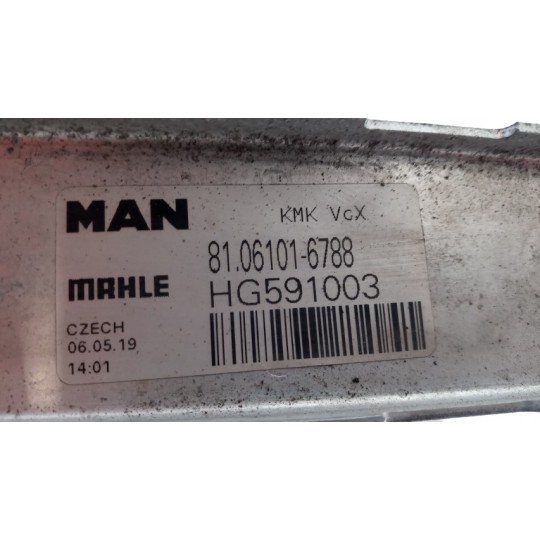 MAN
KMK VCX
81.06101-6788
MAHLE
HG591003
CZECH
06.05.19
14:01